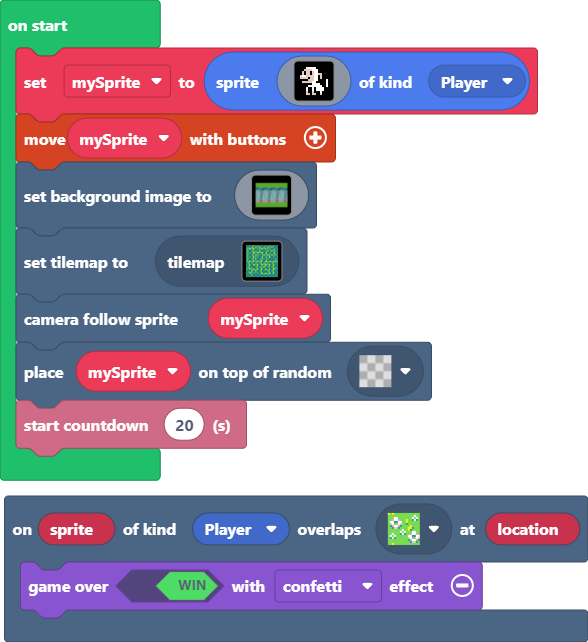 on start
set mySprite to sprite of kind Player
move mySprite with buttons
set background image to
set tilemap to tilemap
camera follow sprite mySprite
place mySprite on top of random
start countdown 20 (s)
on sprite of kind Player overlaps at location
game over WIN with confetti effect